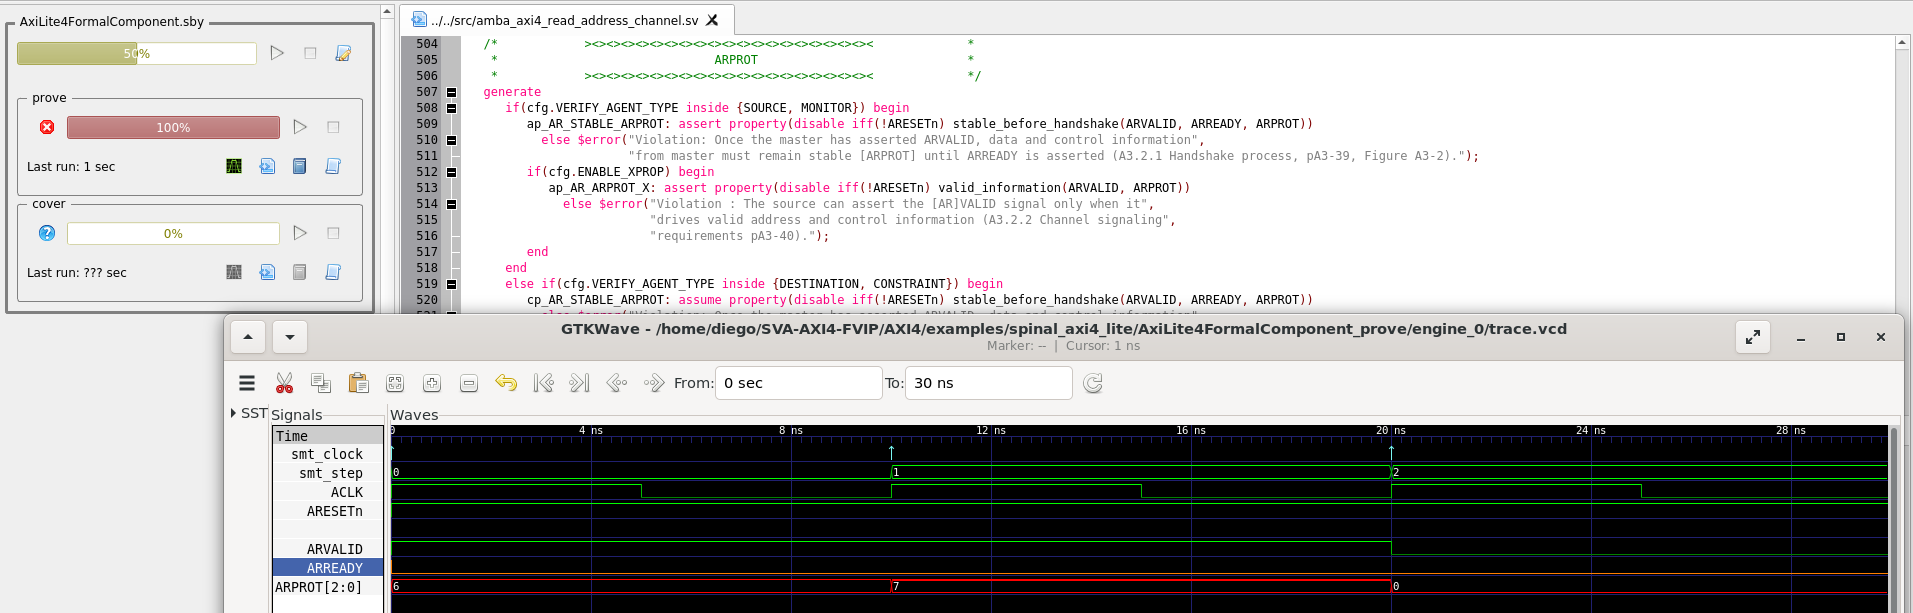 AxiLite4FormalComponent.sby
50%
prove
100%
Last run: 1 sec
cover
0%
Last run: ??? sec
../../src/amba_axi4_read_address_channel.sv
504 /* ><><><><><><><><><><><><><><><><><><><>< *
505 * ARPROT *
506 * ><><><><><><><><><><><><><><><><><><><>< */
507 generate
508 if(cfg.VERIFY_AGENT_TYPE inside {SOURCE, MONITOR}) begin
509 ap_AR_STABLE_ARPROT: assert property(disable iff(!ARESETn) stable_before_handshake(ARVALID, ARREADY, ARPROT))
510 else $error("Violation: Once the master has asserted ARVALID, data and control information",
511 "from master must remain stable [ARPROT] until ARREADY is asserted (A3.2.1 Handshake process, pA3-39, Figure A3-2).");
512 if(cfg.ENABLE_XPROP) begin
513 ap_AR_ARPROT_X: assert property(disable iff(!ARESETn) valid_information(ARVALID, ARPROT))
514 else $error("Violation : The source can assert the [AR]VALID signal only when it",
515 "drives valid address and control information (A3.2.2 Channel signaling",
516 "requirements pA3-40).");
517 end
518 end
519 else if(cfg.VERIFY_AGENT_TYPE inside {DESTINATION, CONSTRAINT}) begin
520 cp_AR_STABLE_ARPROT: assume property(disable iff(!ARESETn) stable_before_handshake(ARVALID, ARREADY, ARPROT))
GTKWave - /home/diego/SVA-AXI4-FVIP/AXI4/examples/spinal_axi4_lite/AxiLite4FormalComponent_prove/engine_0/trace.vcd
Marker: -- | Cursor: 1 ns
From: 0 sec To: 30 ns
SST
Signals
Waves
Time
0 4 ns 8 ns 12 ns 16 ns 20 ns 24 ns 28 ns
smt_clock
smt_step 0 1 2
ACLK
ARESETn
ARVALID
ARREADY
ARPROT[2:0] 6 7 0